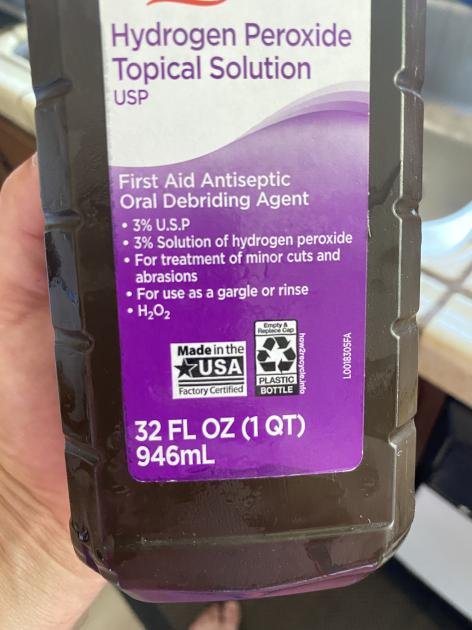 Hydrogen Peroxide
Topical Solution
USP
First Aid Antiseptic
Oral Debriding Agent
• 3% U.S.P
• 3% Solution of hydrogen peroxide
• For treatment of minor cuts and
abrasions
• For use as a gargle or rinse
• H₂O₂
Made in the
USA
Factory Certified
Empty &
Replace Cap
PLASTIC
BOTTLE
how2recycle.info
L0018305FA
32 FL OZ (1 QT)
946mL